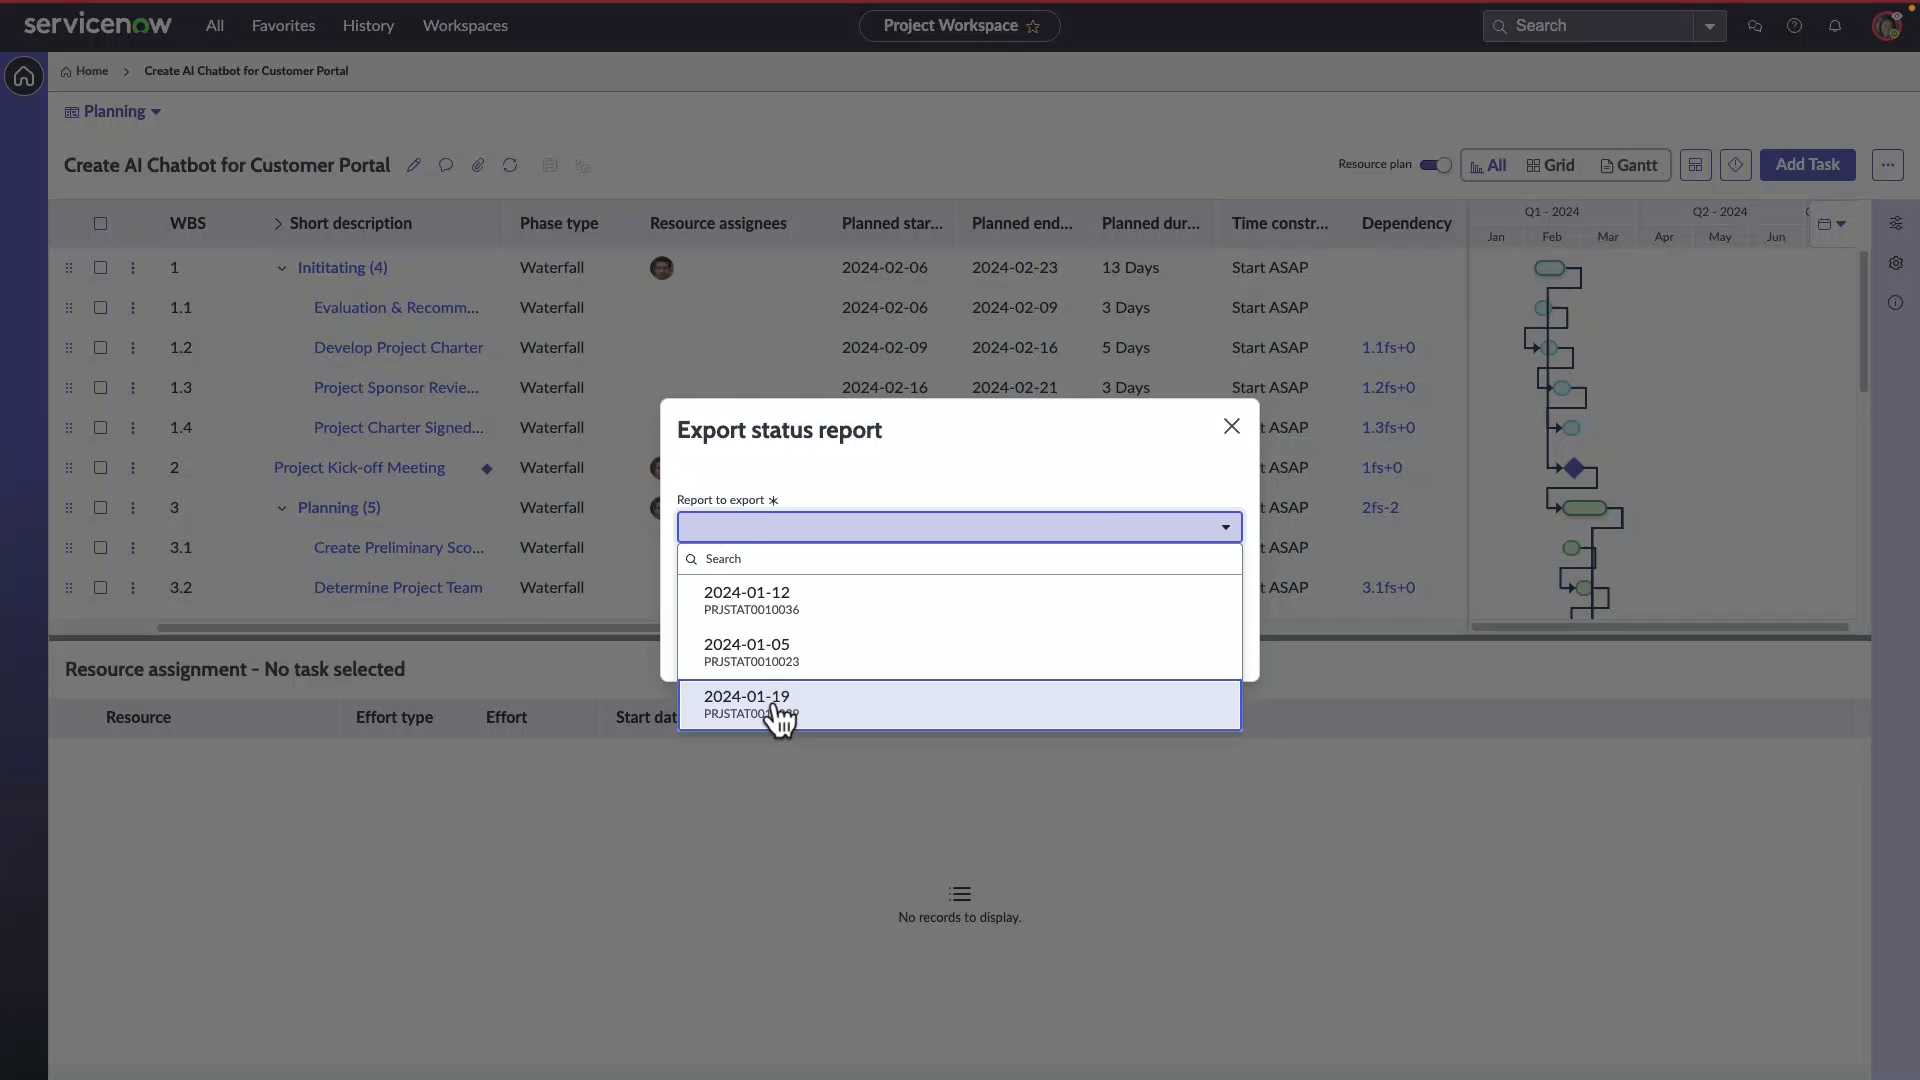 servicenow
All
Favorites
History
Workspaces
Project Workspace
Search
Home
Create AI Chatbot for Customer Portal
Planning
Create AI Chatbot for Customer Portal
Resource plan
All
Grid
Gantt
Add Task
WBS
Short description
Phase type
Resource assignees
Planned star...
Planned end...
Planned dur...
Time constr...
Dependency
Q1 - 2024
Q2 - 2024
Jan
Feb
Mar
Apr
May
Jun
1
Inititating (4)
Waterfall
2024-02-06
2024-02-23
13 Days
Start ASAP
1.1
Evaluation & Recomm...
Waterfall
2024-02-06
2024-02-09
3 Days
Start ASAP
1.2
Develop Project Charter
Waterfall
2024-02-09
2024-02-16
5 Days
Start ASAP
1.1fs+0
1.3
Project Sponsor Revie...
Waterfall
2024-02-16
2024-02-21
3 Days
Start ASAP
1.2fs+0
1.4
Project Charter Signed...
Waterfall
t ASAP
1.3fs+0
2
Project Kick-off Meeting
Waterfall
t ASAP
1fs+0
3
Planning (5)
Waterfall
t ASAP
2fs-2
3.1
Create Preliminary Sco...
Waterfall
t ASAP
3.2
Determine Project Team
Waterfall
t ASAP
3.1fs+0
Export status report
Report to export *
Search
2024-01-12
PRJSTAT0010036
2024-01-05
PRJSTAT0010023
2024-01-19
Resource assignment - No task selected
Resource
Effort type
Effort
Start dat
No records to display.